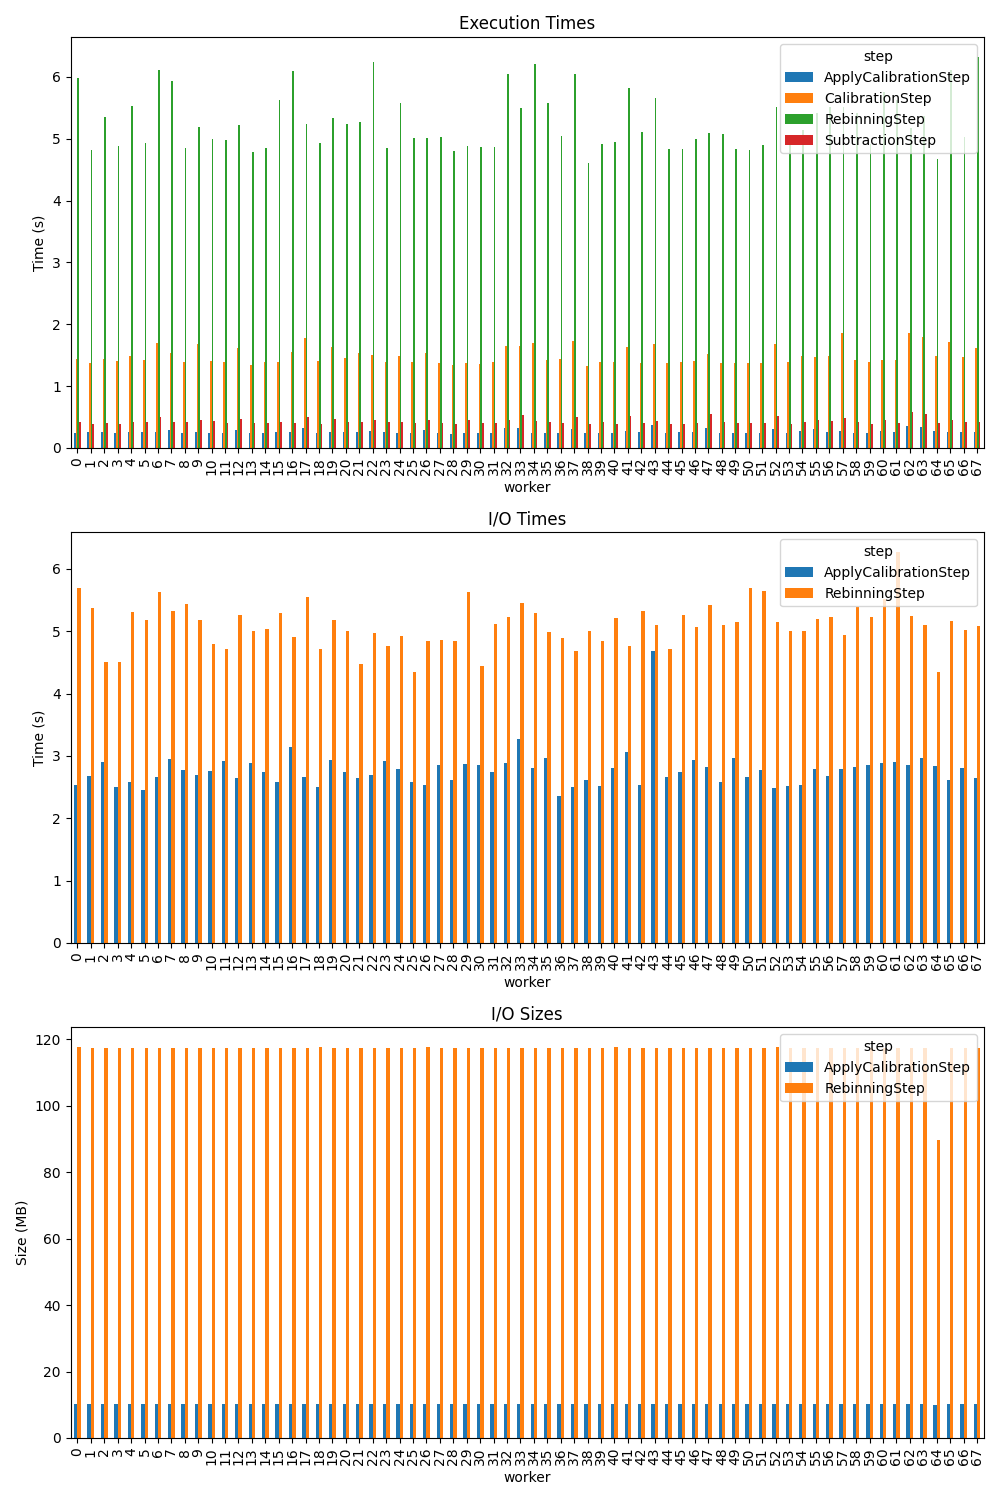 Execution Times
step
ApplyCalibrationStep
CalibrationStep
RebinningStep
SubtractionStep
6
5
4
3
2
1
0
Time (s)
0 1 2 3 4 5 6 7 8 9 10 11 12 13 14 15 16 17 18 19 20 21 22 23 24 25 26 27 28 29 30 31 32 33 34 35 36 37 38 39 40 41 42 43 44 45 46 47 48 49 50 51 52 53 54 55 56 57 58 59 60 61 62 63 64 65 66 67
worker
I/O Times
step
ApplyCalibrationStep
RebinningStep
6
5
4
3
2
1
0
Time (s)
0 1 2 3 4 5 6 7 8 9 10 11 12 13 14 15 16 17 18 19 20 21 22 23 24 25 26 27 28 29 30 31 32 33 34 35 36 37 38 39 40 41 42 43 44 45 46 47 48 49 50 51 52 53 54 55 56 57 58 59 60 61 62 63 64 65 66 67
worker
I/O Sizes
step
ApplyCalibrationStep
RebinningStep
120
100
80
60
40
20
0
Size (MB)
0 1 2 3 4 5 6 7 8 9 10 11 12 13 14 15 16 17 18 19 20 21 22 23 24 25 26 27 28 29 30 31 32 33 34 35 36 37 38 39 40 41 42 43 44 45 46 47 48 49 50 51 52 53 54 55 56 57 58 59 60 61 62 63 64 65 66 67
worker